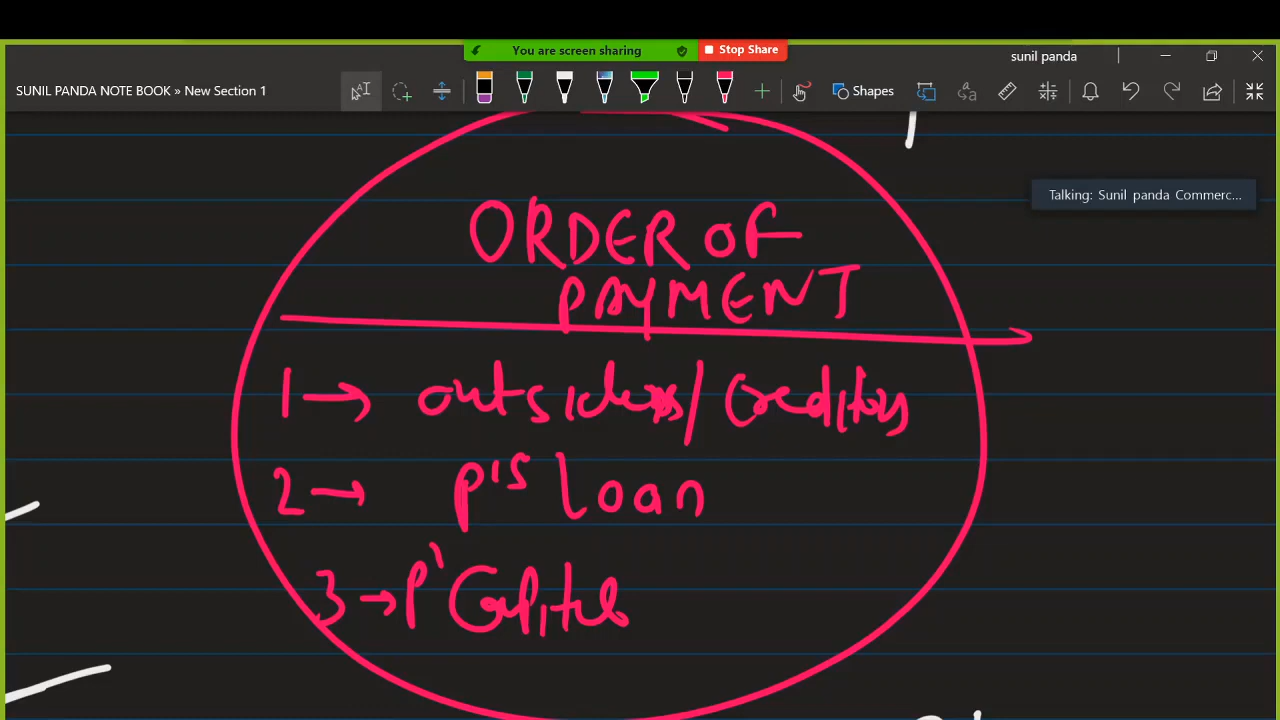 You are screen sharing
Stop Share
sunil panda
SUNIL PANDA NOTE BOOK » New Section 1
Shapes
Talking: Sunil panda Commerc...
ORDER OF
PAYMENT
1 → outsiders/Creditors
2 → P'S Loan
3 → P' Capital